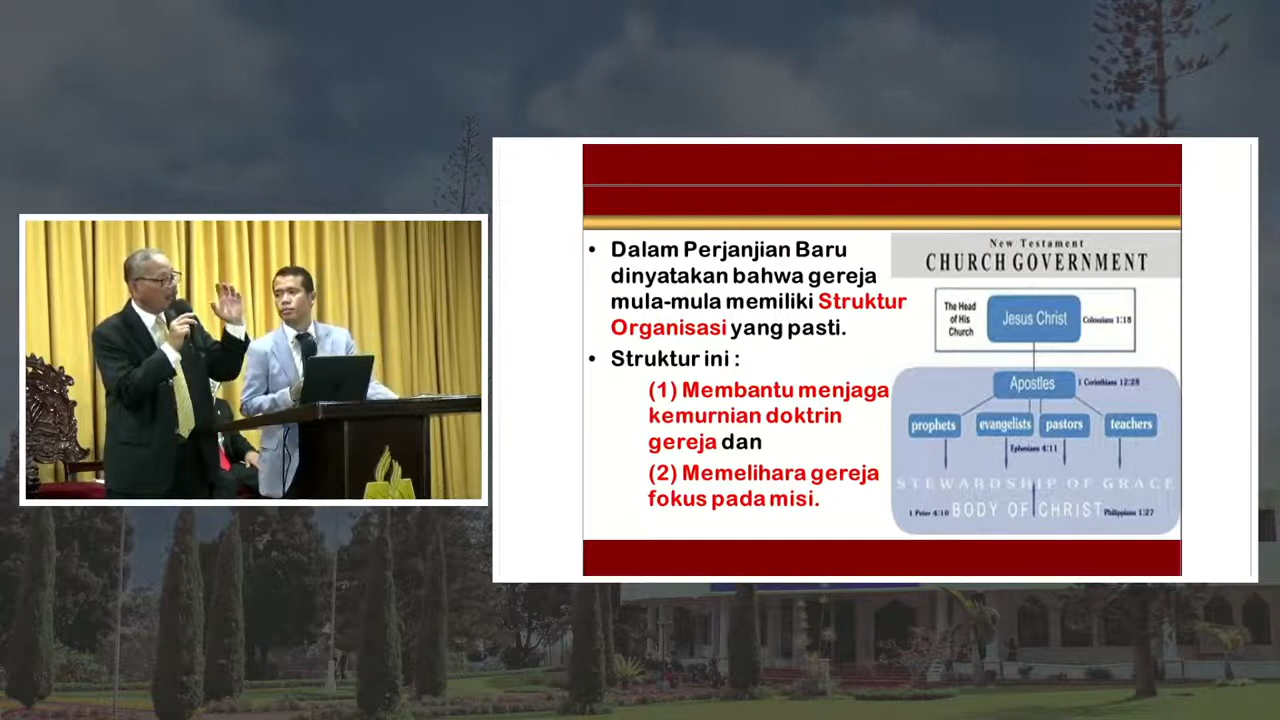 • Dalam Perjanjian Baru
dinyatakan bahwa gereja
mula-mula memiliki Struktur
Organisasi yang pasti.
• Struktur ini :
(1) Membantu menjaga
kemurnian doktrin
gereja dan
(2) Memelihara gereja
fokus pada misi.
New Testament
CHURCH GOVERNMENT
The Head
of His
Church
Jesus Christ
Colossians 1:18
Apostles
1 Corinthians 12:28
prophets
evangelists
pastors
teachers
Ephesians 4:11
STEWARDSHIP OF GRACE
1 Peter 4:10
BODY OF CHRIST
Philippians 1:27